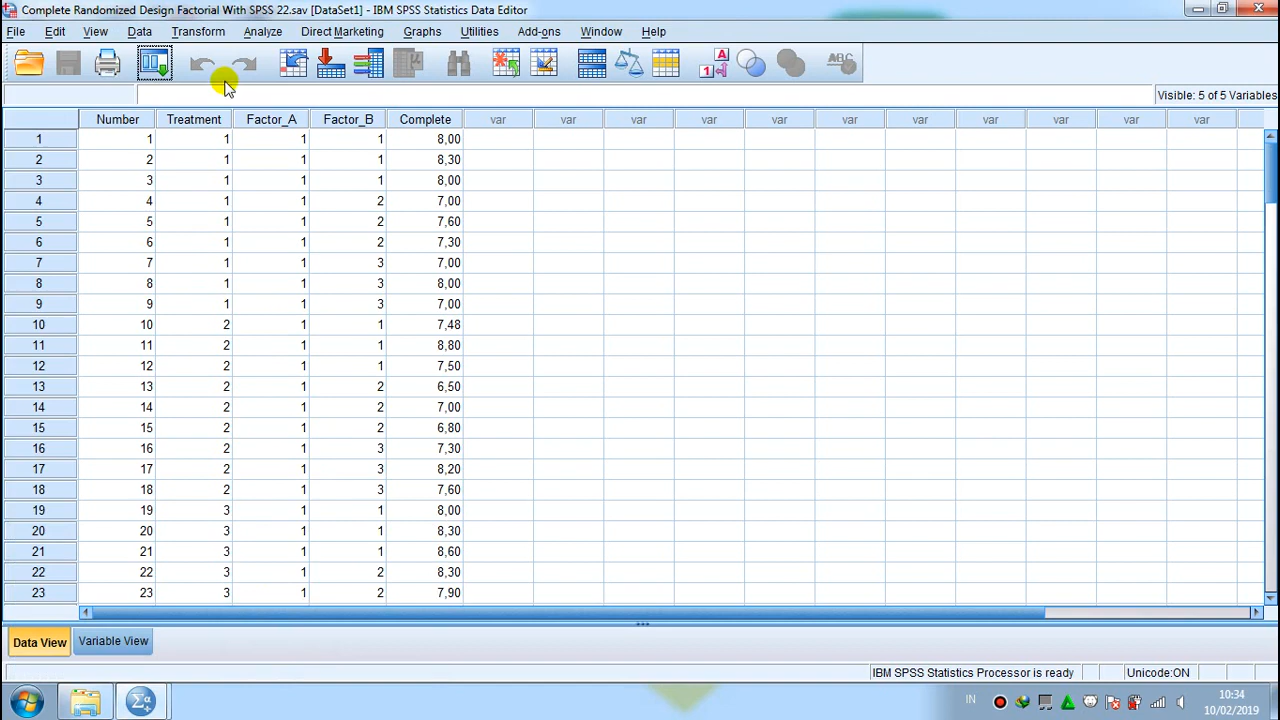 Complete Randomized Design Factorial With SPSS 22.sav [DataSet1] - IBM SPSS Statistics Data Editor
File Edit View Data Transform Analyze Direct Marketing Graphs Utilities Add-ons Window Help
Visible: 5 of 5 Variables
Number Treatment Factor_A Factor_B Complete var var var var var var var var var var var
1 1 1 1 1 8,00
2 2 1 1 1 8,30
3 3 1 1 1 8,00
4 4 1 1 2 7,00
5 5 1 1 2 7,60
6 6 1 1 2 7,30
7 7 1 1 3 7,00
8 8 1 1 3 8,00
9 9 1 1 3 7,00
10 10 2 1 1 7,48
11 11 2 1 1 8,80
12 12 2 1 1 7,50
13 13 2 1 2 6,50
14 14 2 1 2 7,00
15 15 2 1 2 6,80
16 16 2 1 3 7,30
17 17 2 1 3 8,20
18 18 2 1 3 7,60
19 19 3 1 1 8,00
20 20 3 1 1 8,30
21 21 3 1 1 8,60
22 22 3 1 2 8,30
23 23 3 1 2 7,90
Data View Variable View
IBM SPSS Statistics Processor is ready Unicode:ON
IN 10:34
10/02/2019